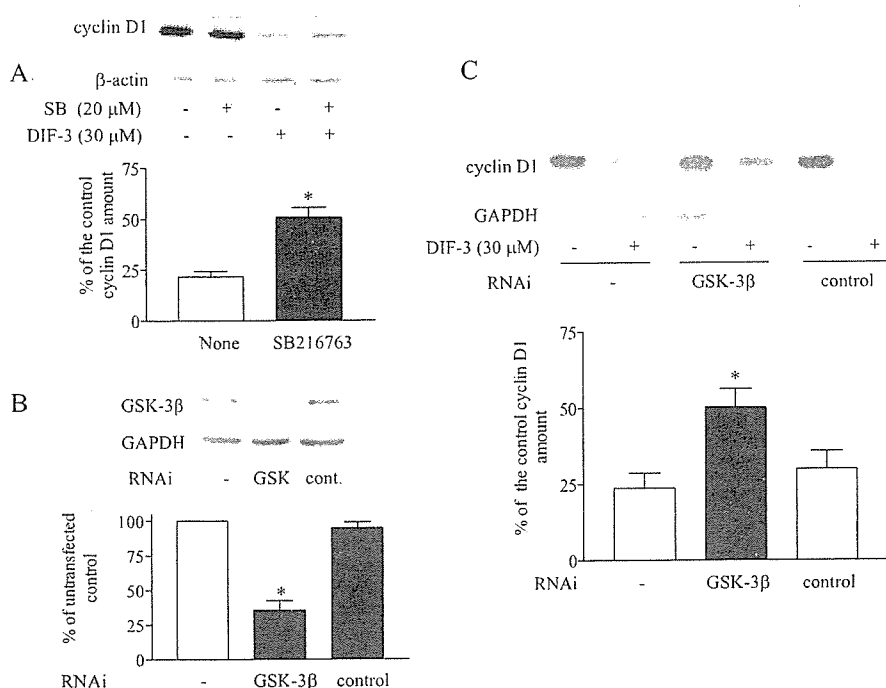 A
cyclin D1
β-actin
SB (20 μM) - + - +
DIF-3 (30 μM) - - + +
% of the control
cyclin D1 amount
75
50
25
0
*
None SB216763
B
GSK-3β
GAPDH
RNAi - GSK cont.
% of untransfected
control
100
75
50
25
0
*
RNAi - GSK-3β control
C
cyclin D1
GAPDH
DIF-3 (30 μM) - + - + - +
RNAi - GSK-3β control
% of the control cyclin D1
amount
75
50
25
0
*
RNAi - GSK-3β control